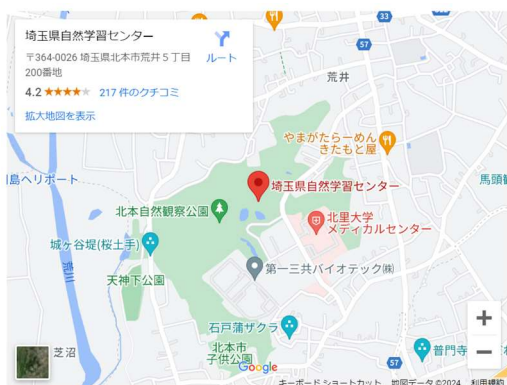 埼玉県自然学習センター
〒364-0026 埼玉県北本市荒井５丁目
200番地
ルート
4.2
217 件のクチコミ
拡大地図を表示
33
57
荒井
やまがたらーめん
きたもと屋
島ヘリポート
埼玉県自然学習センター
馬頭観
北本自然観察公園
北里大学
メディカルセンター
城ヶ谷堤(桜土手)
荒川
第一三共バイオテック㈱
天神下公園
石戸蒲ザクラ
芝沼
北本市
子供公園
普門寺
57
Google
キーボード ショートカット
地図データ ©2024
利用規約